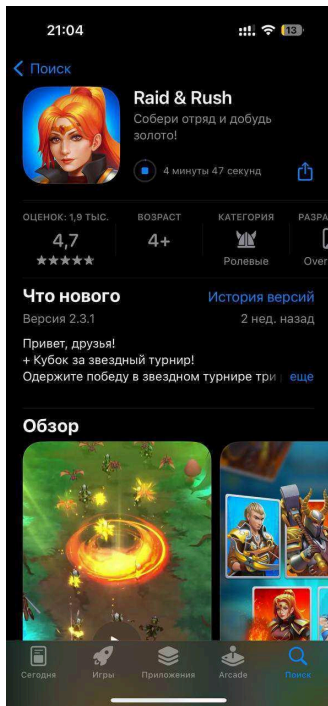 21:04
13
Поиск
Raid & Rush
Собери отряд и добудь
золото!
4 минуты 47 секунд
ОЦЕНОК: 1,9 ТЫС.
ВОЗРАСТ
КАТЕГОРИЯ
РАЗРА
4,7
4+
Ролевые
Over
Что нового
История версий
Версия 2.3.1
2 нед. назад
Привет, друзья!
+ Кубок за звездный турнир!
Одержите победу в звездном турнире три
еще
Обзор
Сегодня
Игры
Приложения
Arcade
Поиск